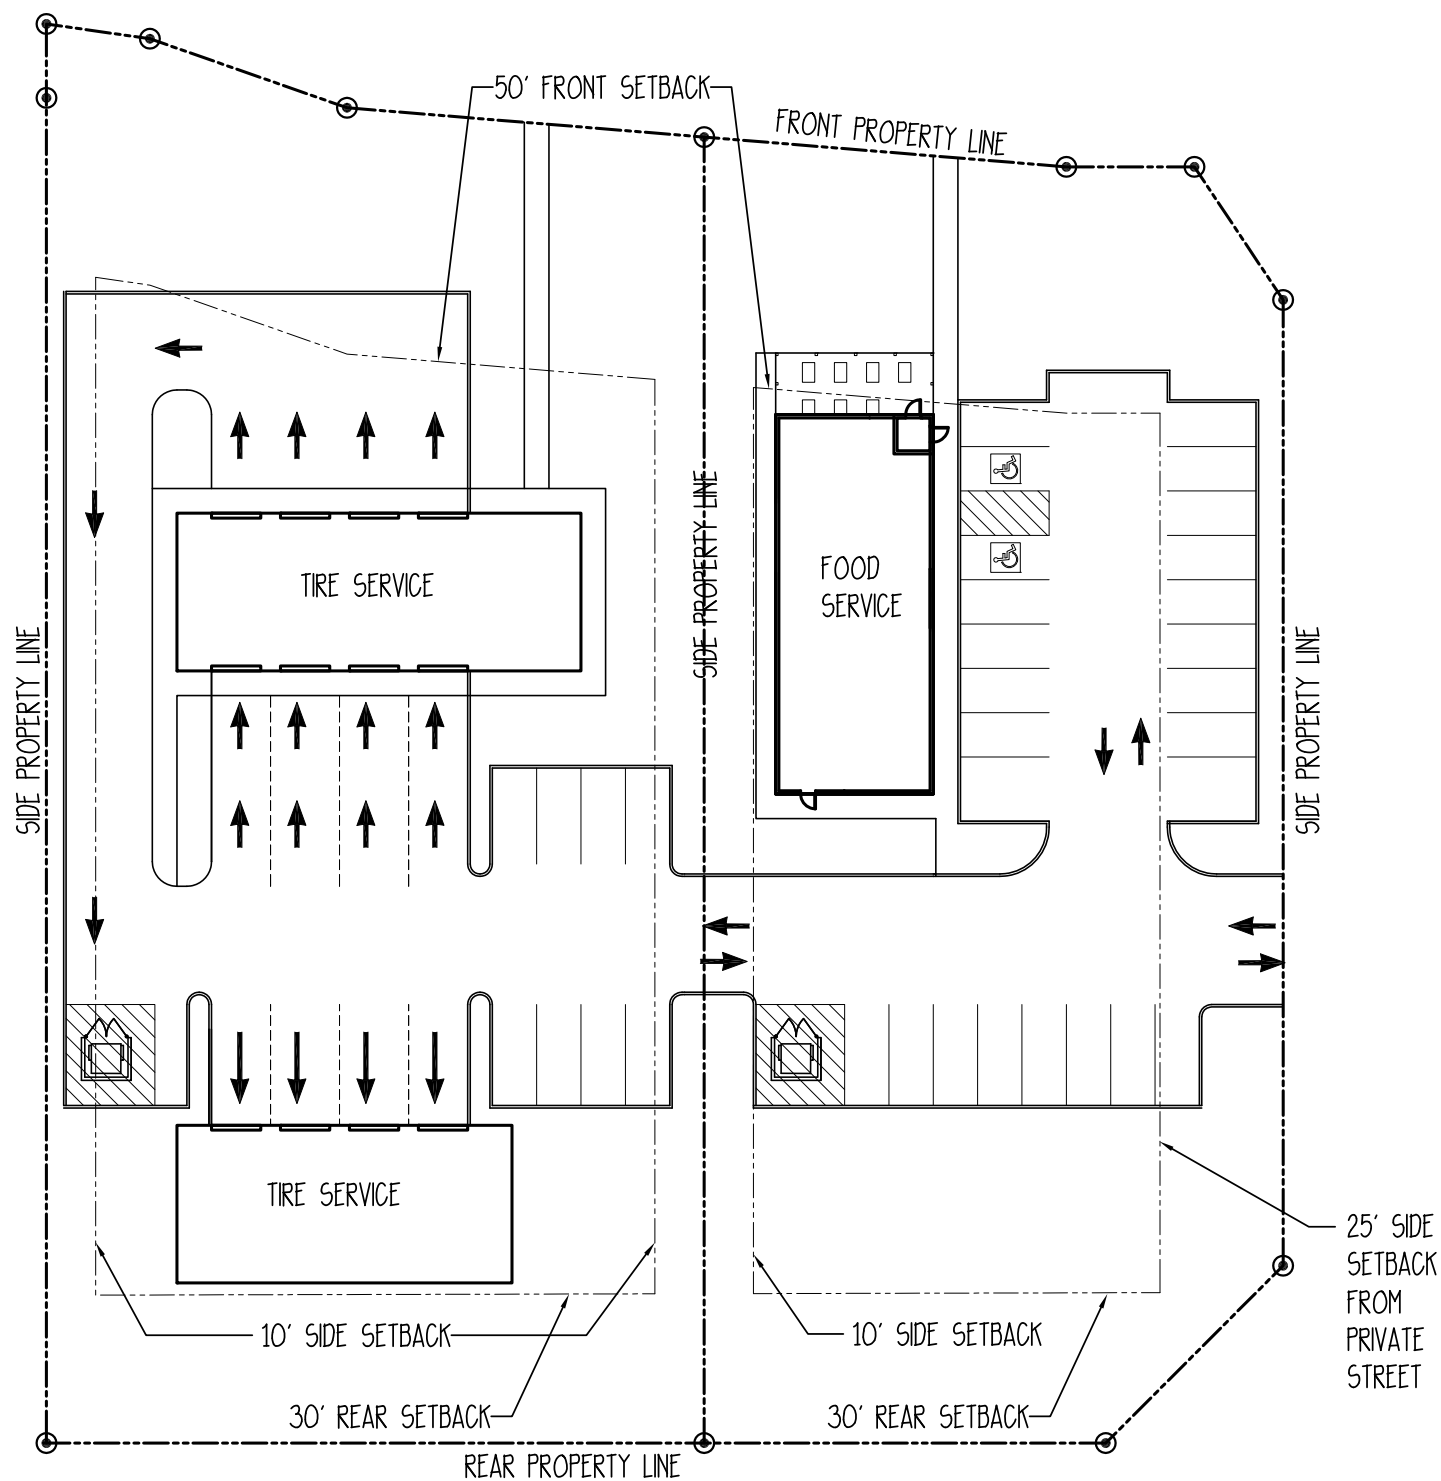 50' FRONT SETBACK
FRONT PROPERTY LINE
SIDE PROPERTY LINE
TIRE SERVICE
FOOD
SERVICE
SIDE PROPERTY LINE
SIDE PROPERTY LINE
TIRE SERVICE
25' SIDE
SETBACK
FROM
PRIVATE
STREET
10' SIDE SETBACK
10' SIDE SETBACK
30' REAR SETBACK
30' REAR SETBACK
REAR PROPERTY LINE